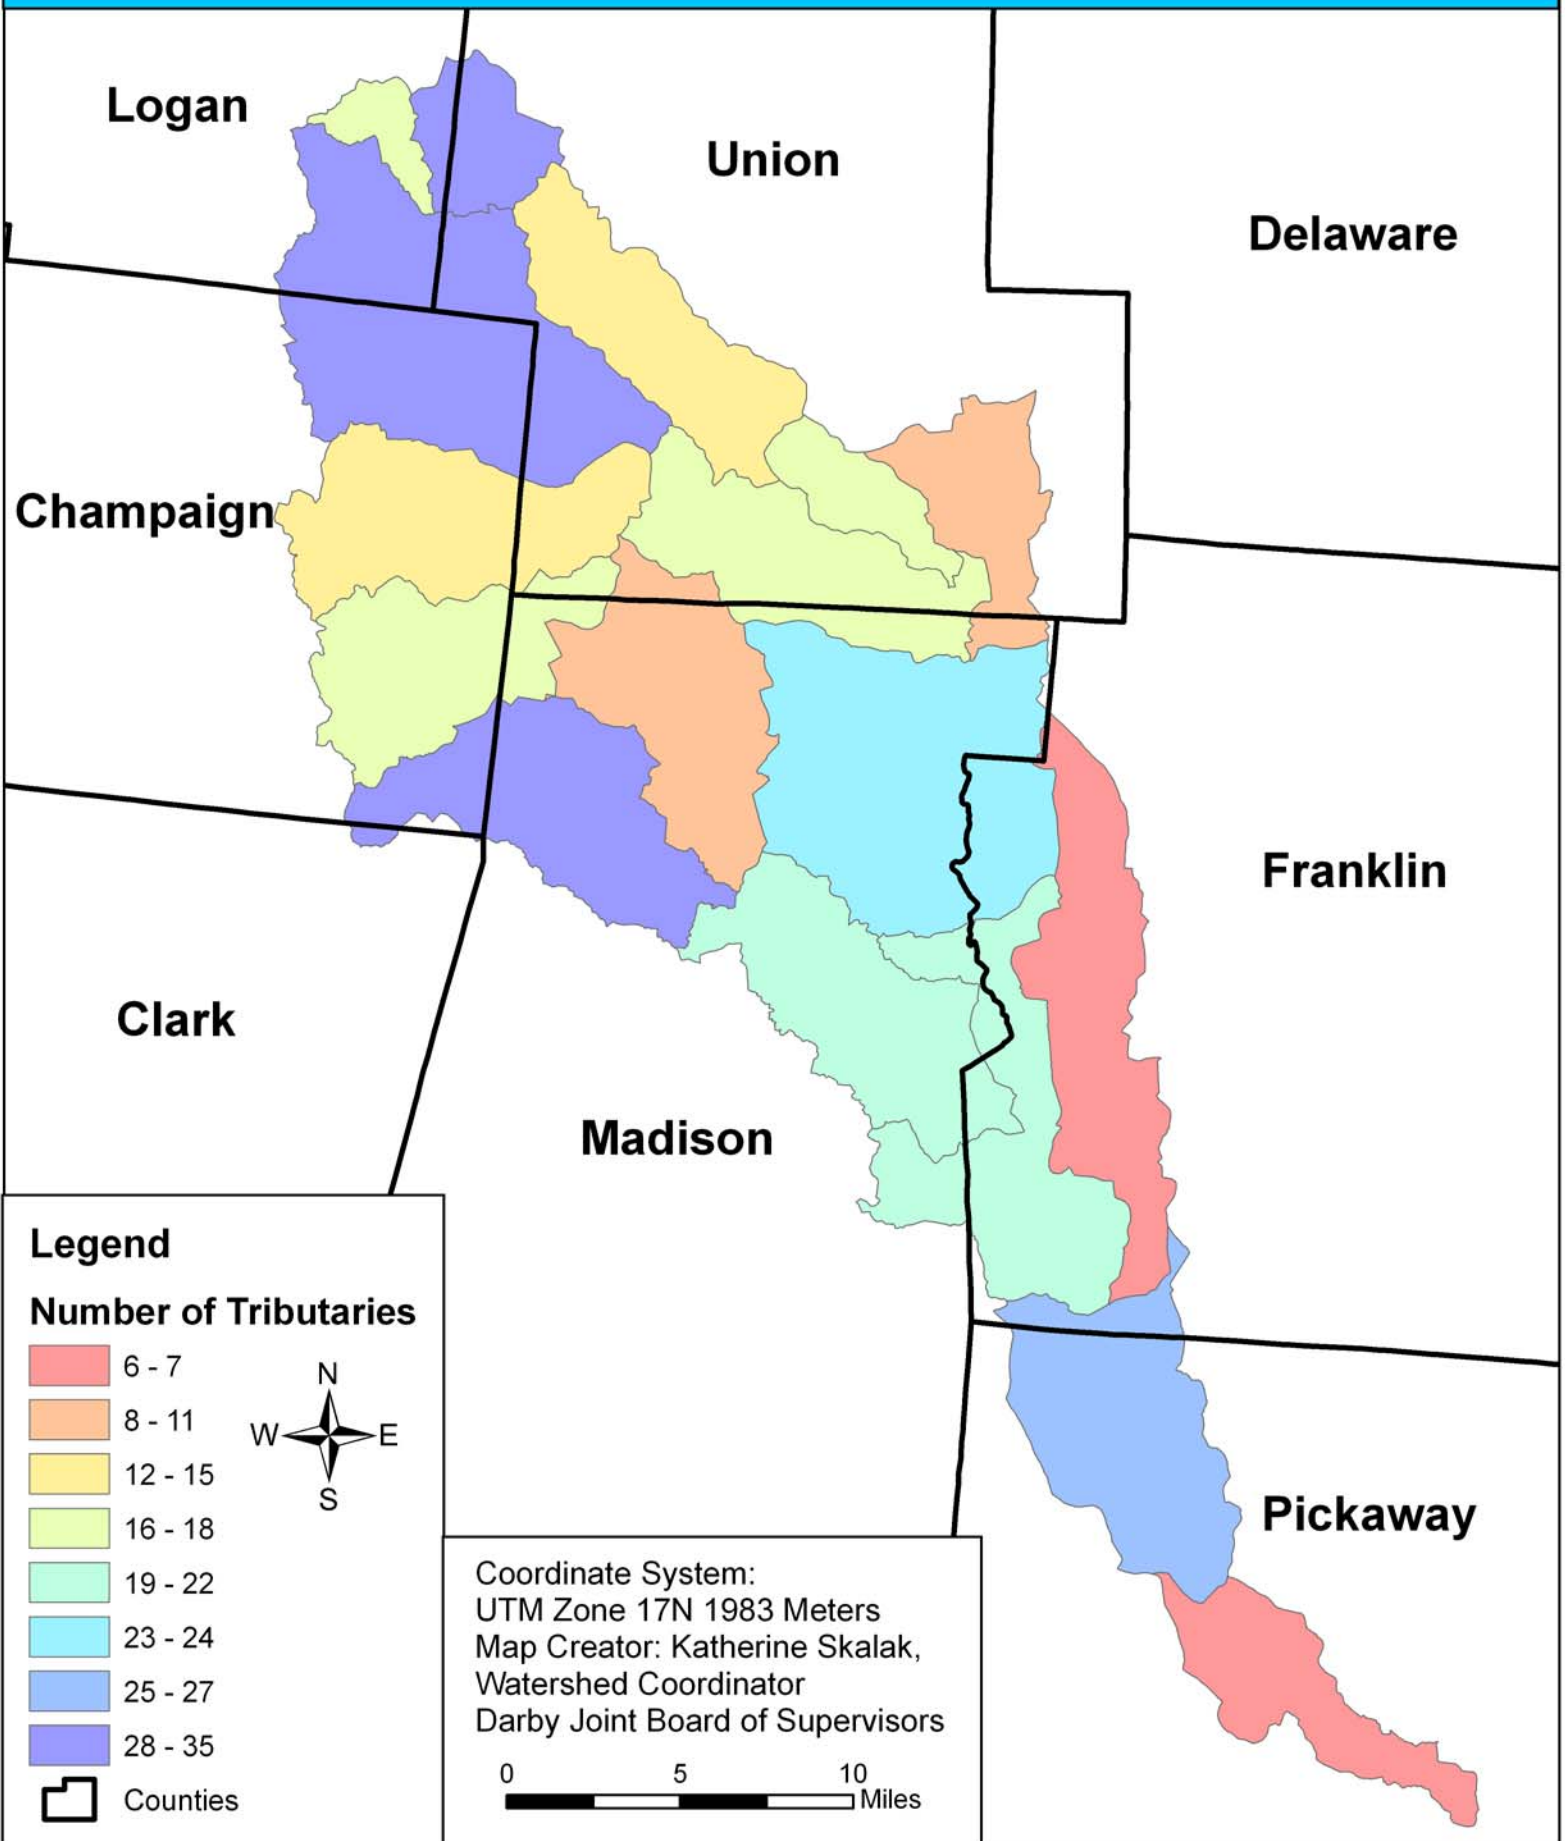 Logan
Union
Delaware
Champaign
Franklin
Clark
Madison
Pickaway
Legend
Number of Tributaries
6 - 7
8 - 11
12 - 15
16 - 18
19 - 22
23 - 24
25 - 27
28 - 35
Counties
N
W E
S
Coordinate System:
UTM Zone 17N 1983 Meters
Map Creator: Katherine Skalak,
Watershed Coordinator
Darby Joint Board of Supervisors
0 5 10
Miles